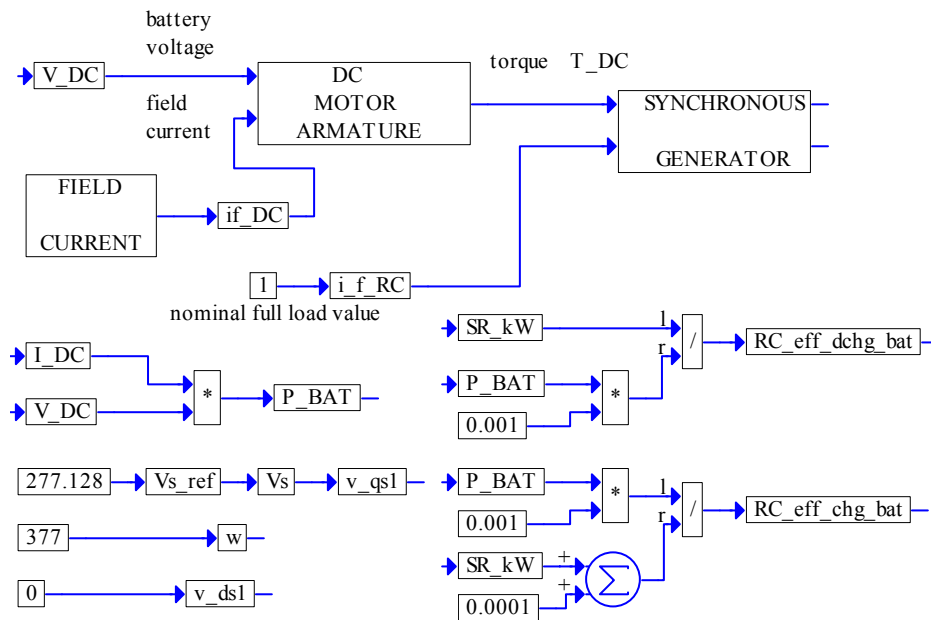 battery
voltage
V_DC
DC
MOTOR
ARMATURE
torque T_DC
SYNCHRONOUS
GENERATOR
field
current
FIELD
CURRENT
if_DC
1
i_f_RC
nominal full load value
I_DC
V_DC
*
P_BAT
SR_kW
P_BAT
0.001
*
l
r
/
RC_eff_dchg_bat
277.128
Vs_ref
Vs
v_qs1
377
w
0
v_ds1
P_BAT
0.001
*
l
r
/
RC_eff_chg_bat
SR_kW
0.0001
+
+
Σ